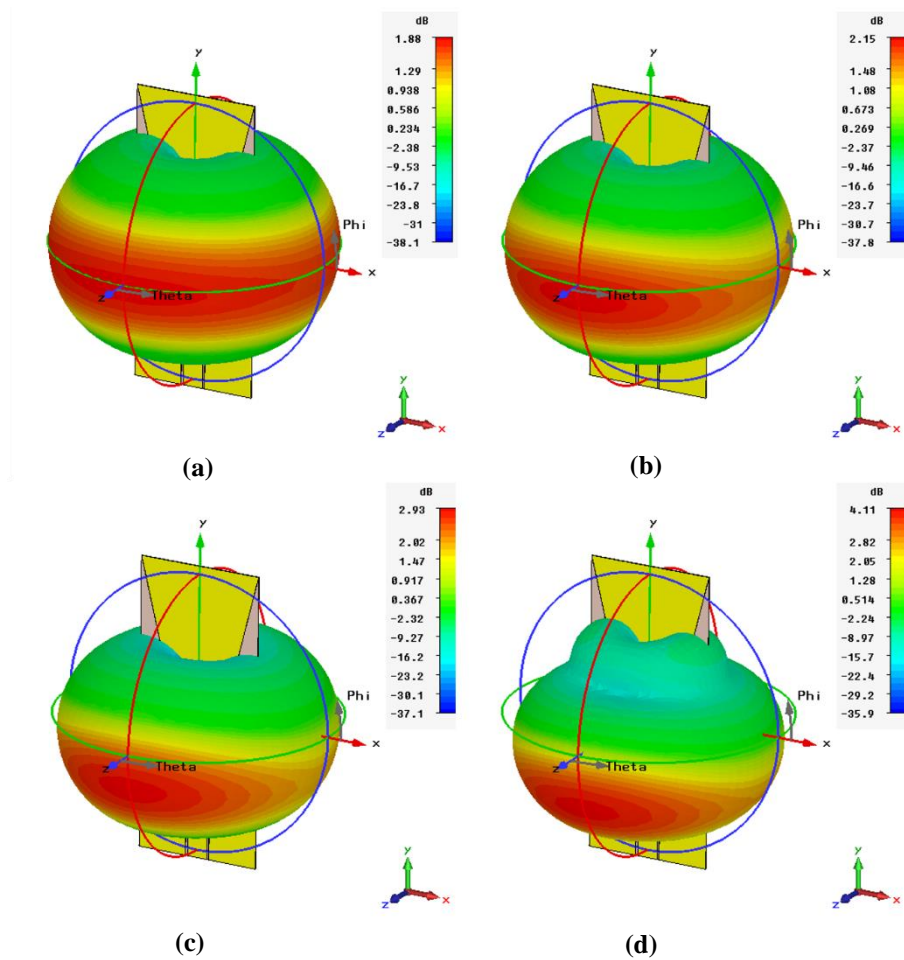 dB
1.88
1.29
0.938
0.586
0.234
-2.38
-9.53
-16.7
-23.8
-31
-38.1
y
Phi
x
z
Theta
y
z
x
(a)
dB
2.15
1.48
1.08
0.673
0.269
-2.37
-9.46
-16.6
-23.7
-30.7
-37.8
y
Phi
x
z
Theta
y
z
x
(b)
dB
2.93
2.02
1.47
0.917
0.367
-2.32
-9.27
-16.2
-23.2
-30.1
-37.1
y
Phi
x
z
Theta
y
z
x
(c)
dB
4.11
2.82
2.05
1.28
0.514
-2.24
-8.97
-15.7
-22.4
-29.2
-35.9
y
Phi
x
z
Theta
y
z
x
(d)